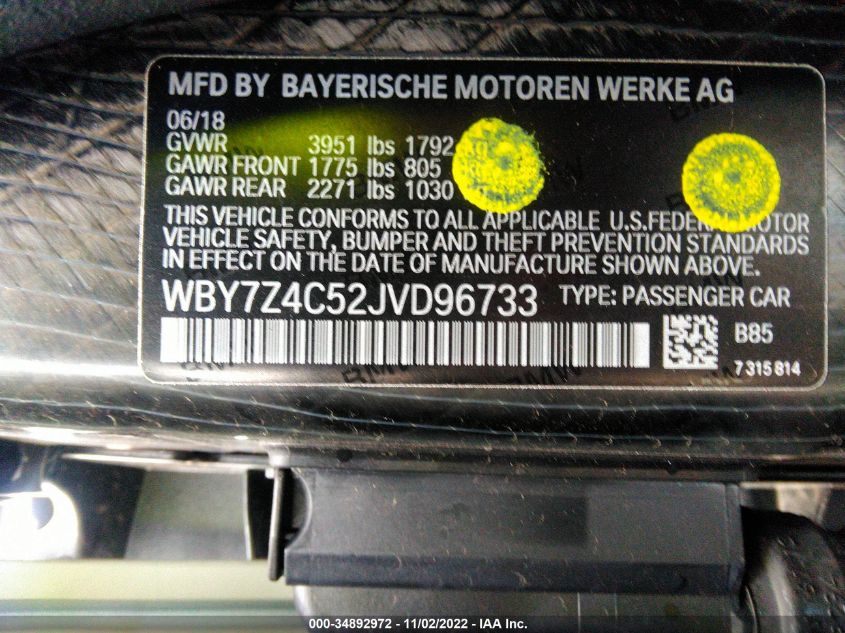 MFD BY BAYERISCHE MOTOREN WERKE AG
06/18
GVWR 3951 lbs 1792 kg
GAWR FRONT 1775 lbs 805
GAWR REAR 2271 lbs 1030
THIS VEHICLE CONFORMS TO ALL APPLICABLE U.S.FEDERAL MOTOR
VEHICLE SAFETY, BUMPER AND THEFT PREVENTION STANDARDS
IN EFFECT ON THE DATE OF MANUFACTURE SHOWN ABOVE.
WBY7Z4C52JVD96733 TYPE: PASSENGER CAR
B85
7 315 814
000-34892972 - 11/02/2022 - IAA Inc.